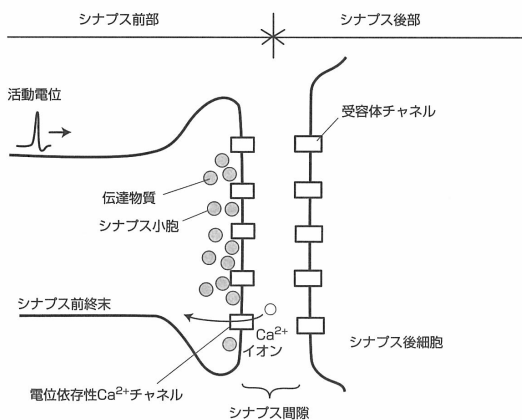 シナプス前部
シナプス後部
活動電位
受容体チャネル
伝達物質
シナプス小胞
シナプス前終末
Ca²⁺
イオン
シナプス後細胞
電位依存性Ca²⁺チャネル
シナプス間隙